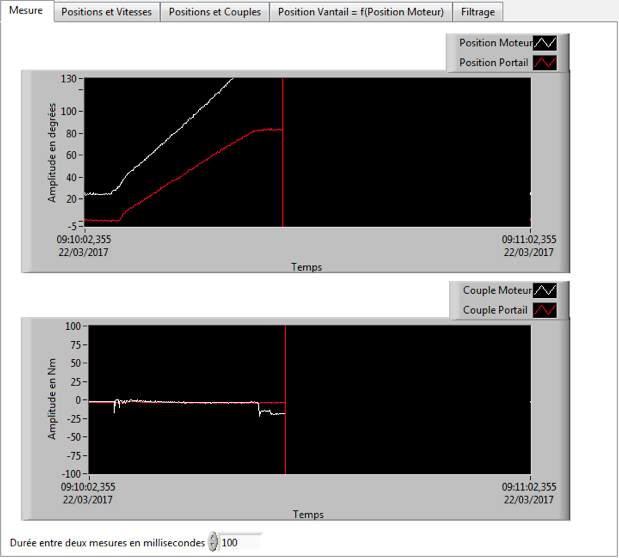 Mesure Positions et Vitesses Positions et Couples Position Vantail = f(Position Moteur) Filtrage
Position Moteur
Position Portail
Amplitude en degrées
130
100
80
60
40
20
-5
09:10:02,355 09:11:02,355
22/03/2017 22/03/2017
Temps
Couple Moteur
Couple Portail
Amplitude en Nm
100
75
50
25
0
-25
-50
-75
-100
09:10:02,355 09:11:02,355
22/03/2017 22/03/2017
Temps
Durée entre deux mesures en millisecondes 100